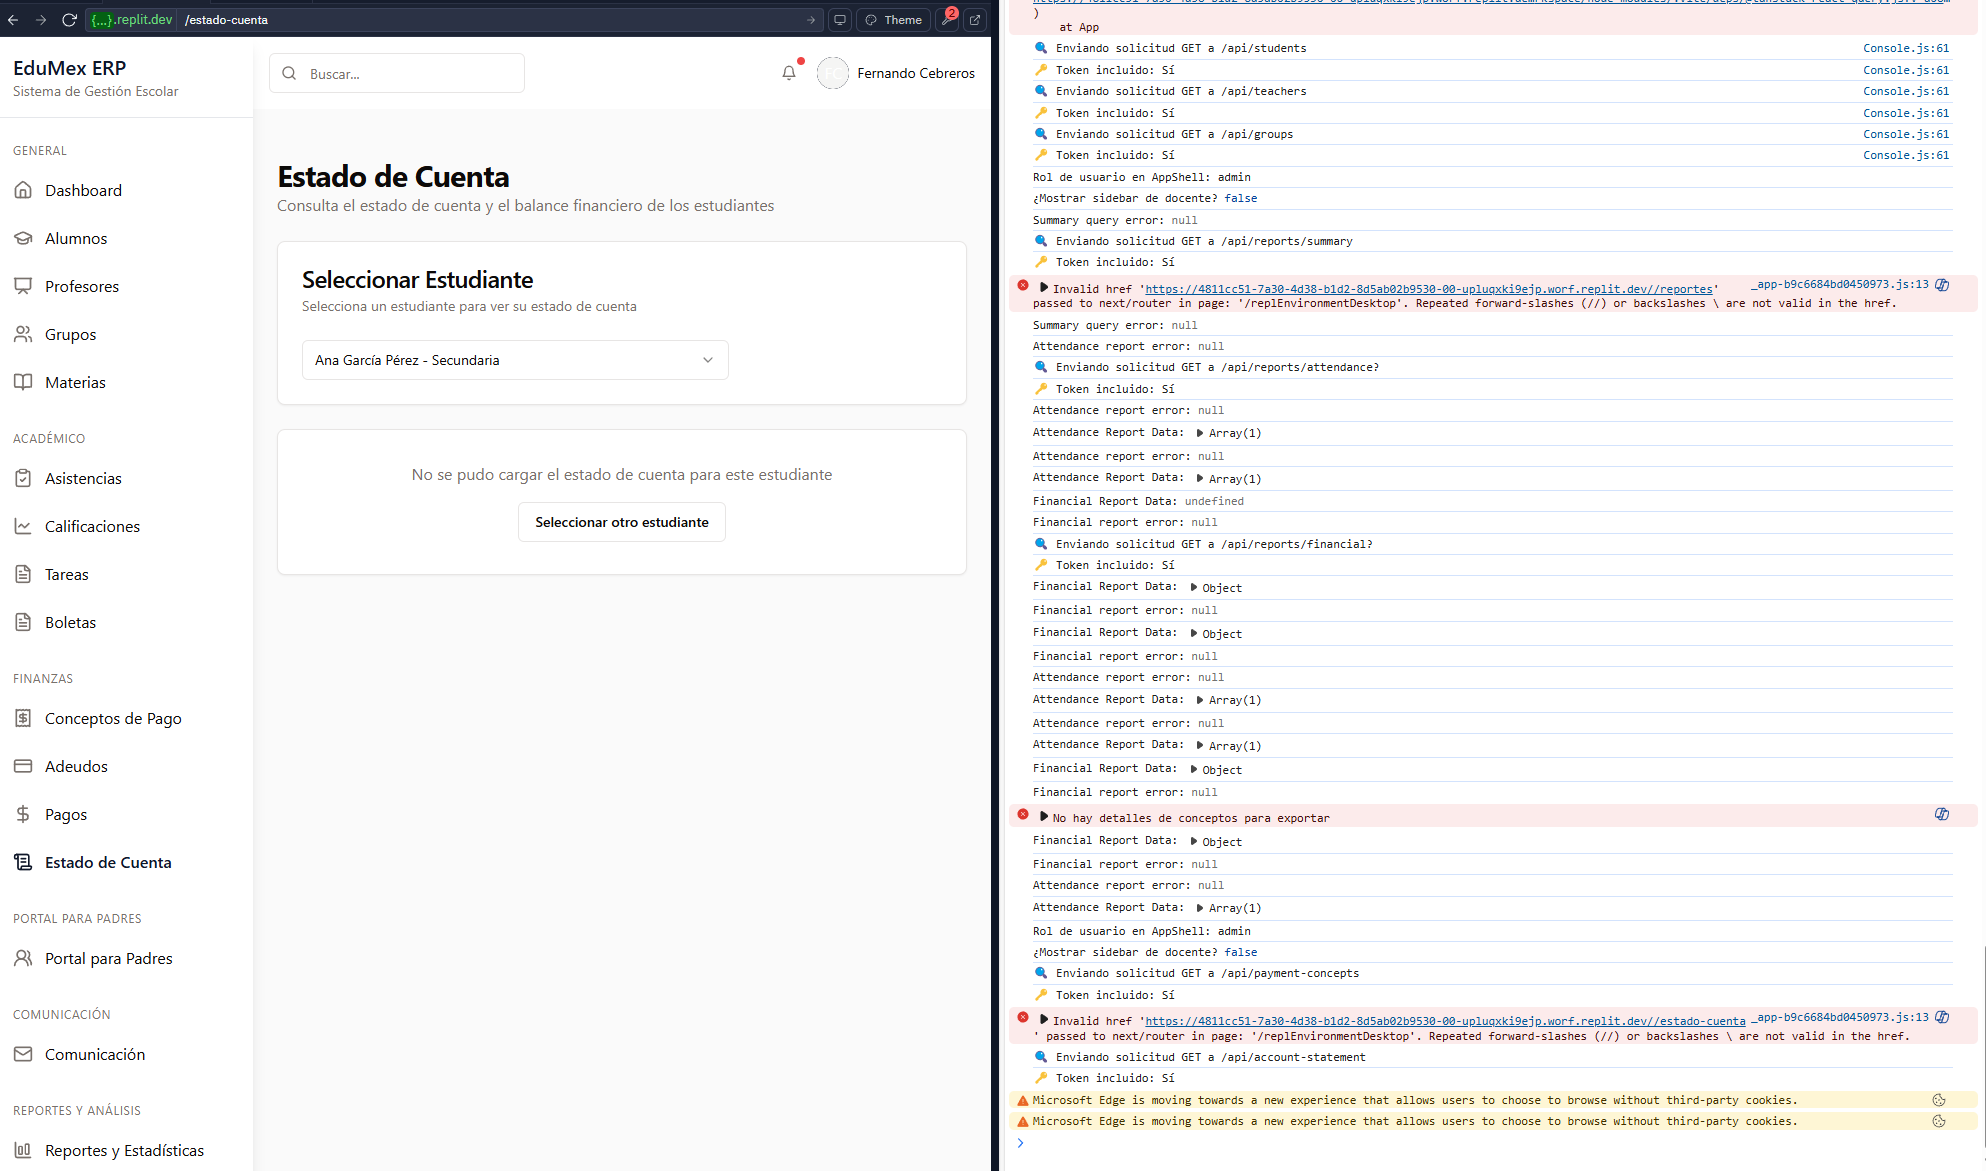 {...}.replit.dev /estado-cuenta
Theme
2
EduMex ERP
Sistema de Gestión Escolar
Buscar...
Fernando Cebreros
GENERAL
Dashboard
Alumnos
Profesores
Grupos
Materias
ACADÉMICO
Asistencias
Calificaciones
Tareas
Boletas
FINANZAS
Conceptos de Pago
Adeudos
Pagos
Estado de Cuenta
PORTAL PARA PADRES
Portal para Padres
COMUNICACIÓN
Comunicación
REPORTES Y ANÁLISIS
Reportes y Estadísticas
Estado de Cuenta
Consulta el estado de cuenta y el balance financiero de los estudiantes
Seleccionar Estudiante
Selecciona un estudiante para ver su estado de cuenta
Ana García Pérez - Secundaria
No se pudo cargar el estado de cuenta para este estudiante
Seleccionar otro estudiante
)
at App
🔍 Enviando solicitud GET a /api/students Console.js:61
🔑 Token incluido: Sí Console.js:61
🔍 Enviando solicitud GET a /api/teachers Console.js:61
🔑 Token incluido: Sí Console.js:61
🔍 Enviando solicitud GET a /api/groups Console.js:61
🔑 Token incluido: Sí Console.js:61
Rol de usuario en AppShell: admin
¿Mostrar sidebar de docente? false
Summary query error: null
🔍 Enviando solicitud GET a /api/reports/summary
🔑 Token incluido: Sí
Invalid href 'https://4811cc51-7a30-4d38-b1d2-8d5ab02b9530-00-upluqxki9ejp.worf.replit.dev//reportes' _app-b9c6684bd0450973.js:13
passed to next/router in page: '/replEnvironmentDesktop'. Repeated forward-slashes (//) or backslashes \ are not valid in the href.
Summary query error: null
Attendance report error: null
🔍 Enviando solicitud GET a /api/reports/attendance?
🔑 Token incluido: Sí
Attendance report error: null
Attendance Report Data: ▶ Array(1)
Attendance report error: null
Attendance Report Data: ▶ Array(1)
Financial Report Data: undefined
Financial report error: null
🔍 Enviando solicitud GET a /api/reports/financial?
🔑 Token incluido: Sí
Financial Report Data: ▶ Object
Financial report error: null
Financial Report Data: ▶ Object
Financial report error: null
Attendance report error: null
Attendance Report Data: ▶ Array(1)
Attendance report error: null
Attendance Report Data: ▶ Array(1)
Financial Report Data: ▶ Object
Financial report error: null
No hay detalles de conceptos para exportar
Financial Report Data: ▶ Object
Financial report error: null
Attendance report error: null
Attendance Report Data: ▶ Array(1)
Rol de usuario en AppShell: admin
¿Mostrar sidebar de docente? false
🔍 Enviando solicitud GET a /api/payment-concepts
🔑 Token incluido: Sí
Invalid href 'https://4811cc51-7a30-4d38-b1d2-8d5ab02b9530-00-upluqxki9ejp.worf.replit.dev//estado-cuenta _app-b9c6684bd0450973.js:13
' passed to next/router in page: '/replEnvironmentDesktop'. Repeated forward-slashes (//) or backslashes \ are not valid in the href.
🔍 Enviando solicitud GET a /api/account-statement
🔑 Token incluido: Sí
Microsoft Edge is moving towards a new experience that allows users to choose to browse without third-party cookies.
Microsoft Edge is moving towards a new experience that allows users to choose to browse without third-party cookies.